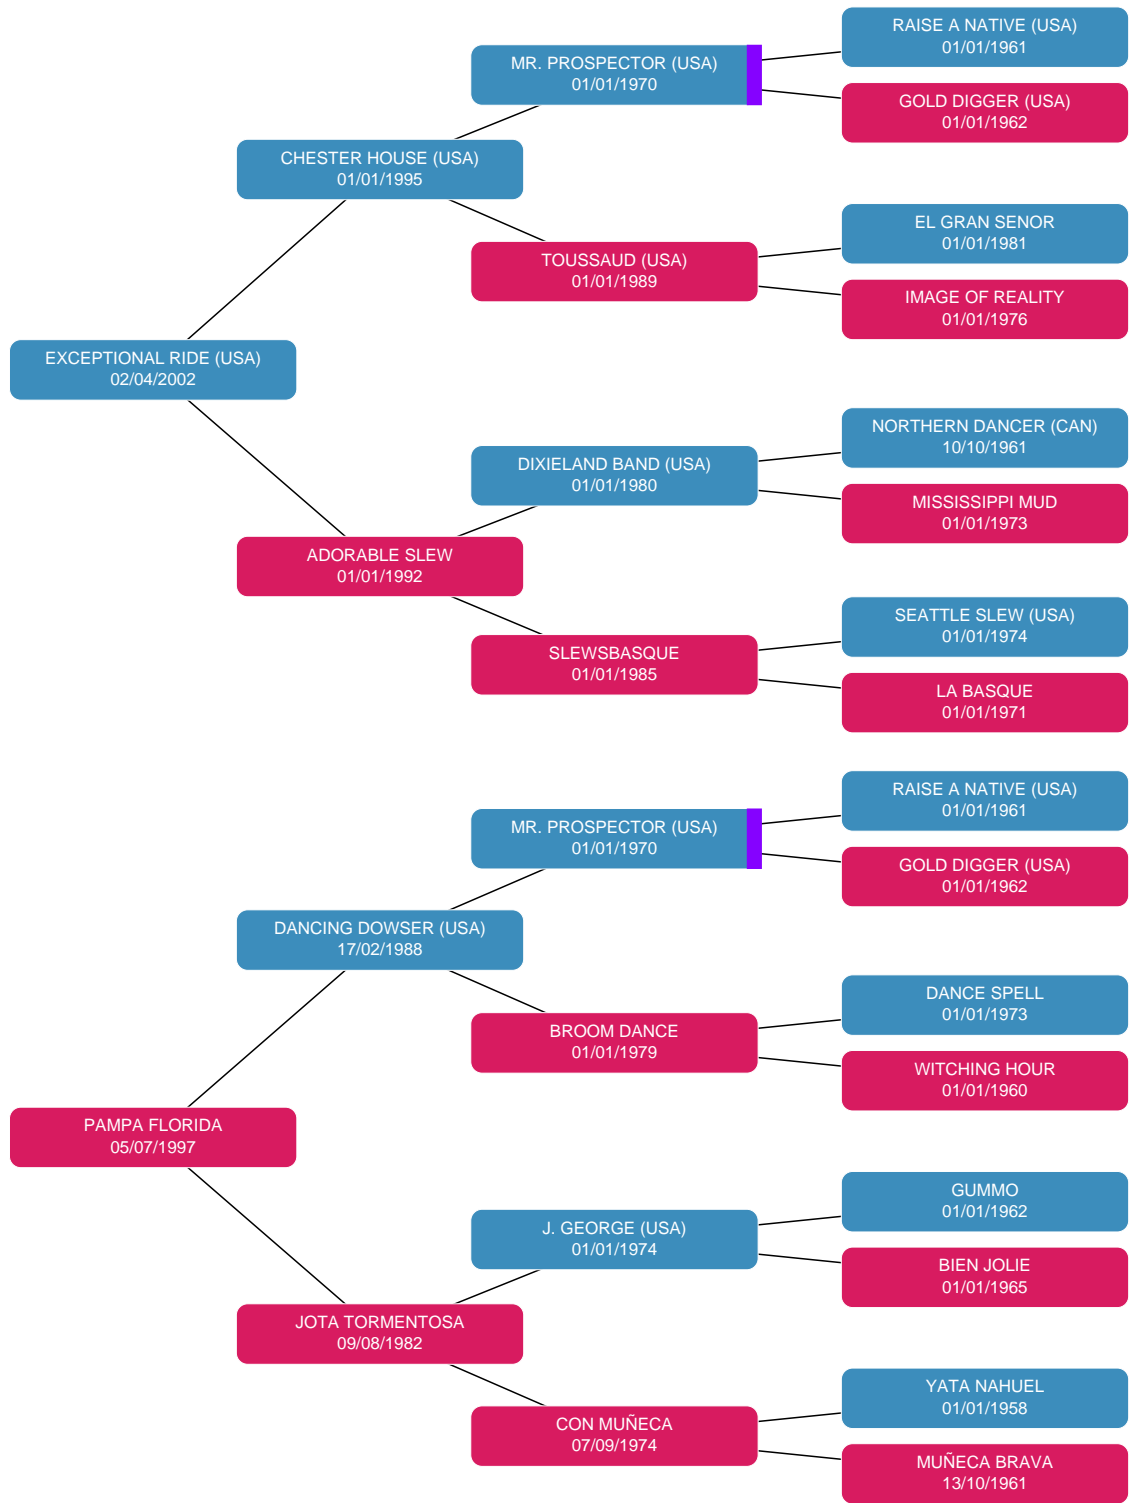 RAISE A NATIVE (USA)
01/01/1961
MR. PROSPECTOR (USA)
01/01/1970
GOLD DIGGER (USA)
01/01/1962
CHESTER HOUSE (USA)
01/01/1995
EL GRAN SENOR
01/01/1981
TOUSSAUD (USA)
01/01/1989
IMAGE OF REALITY
01/01/1976
EXCEPTIONAL RIDE (USA)
02/04/2002
NORTHERN DANCER (CAN)
10/10/1961
DIXIELAND BAND (USA)
01/01/1980
MISSISSIPPI MUD
01/01/1973
ADORABLE SLEW
01/01/1992
SEATTLE SLEW (USA)
01/01/1974
SLEWSBASQUE
01/01/1985
LA BASQUE
01/01/1971
RAISE A NATIVE (USA)
01/01/1961
MR. PROSPECTOR (USA)
01/01/1970
GOLD DIGGER (USA)
01/01/1962
DANCING DOWSER (USA)
17/02/1988
DANCE SPELL
01/01/1973
BROOM DANCE
01/01/1979
WITCHING HOUR
01/01/1960
PAMPA FLORIDA
05/07/1997
GUMMO
01/01/1962
J. GEORGE (USA)
01/01/1974
BIEN JOLIE
01/01/1965
JOTA TORMENTOSA
09/08/1982
YATA NAHUEL
01/01/1958
CON MUÑECA
07/09/1974
MUÑECA BRAVA
13/10/1961